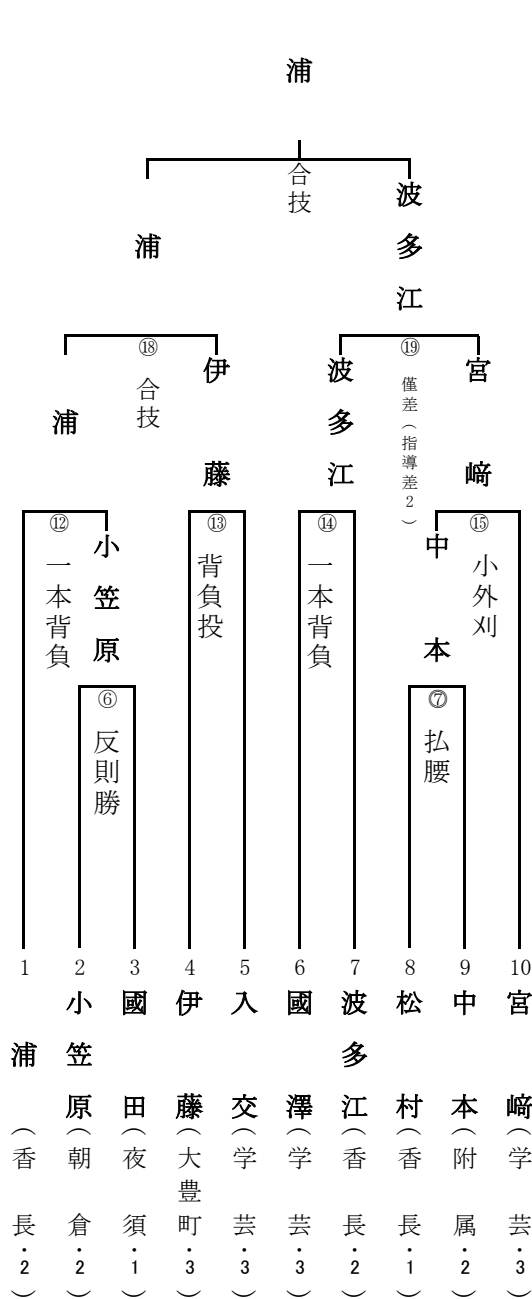 浦
合技
浦
波多江
⑱
合技
浦
伊藤
⑲
僅差（指導差2）
波多江
宮﨑
⑫
一本背負
小笠原
⑬
背負投
⑭
一本背負
⑮
小外刈
中本
⑥
反則勝
⑦
払腰
1
浦
（香長・2）
2
小笠原
（朝倉・2）
3
國田
（夜須・1）
4
伊藤
（大豊町・3）
5
入交
（学芸・3）
6
國澤
（学芸・3）
7
波多江
（香長・2）
8
松村
（香長・1）
9
中本
（附属・2）
10
宮﨑
（学芸・3）